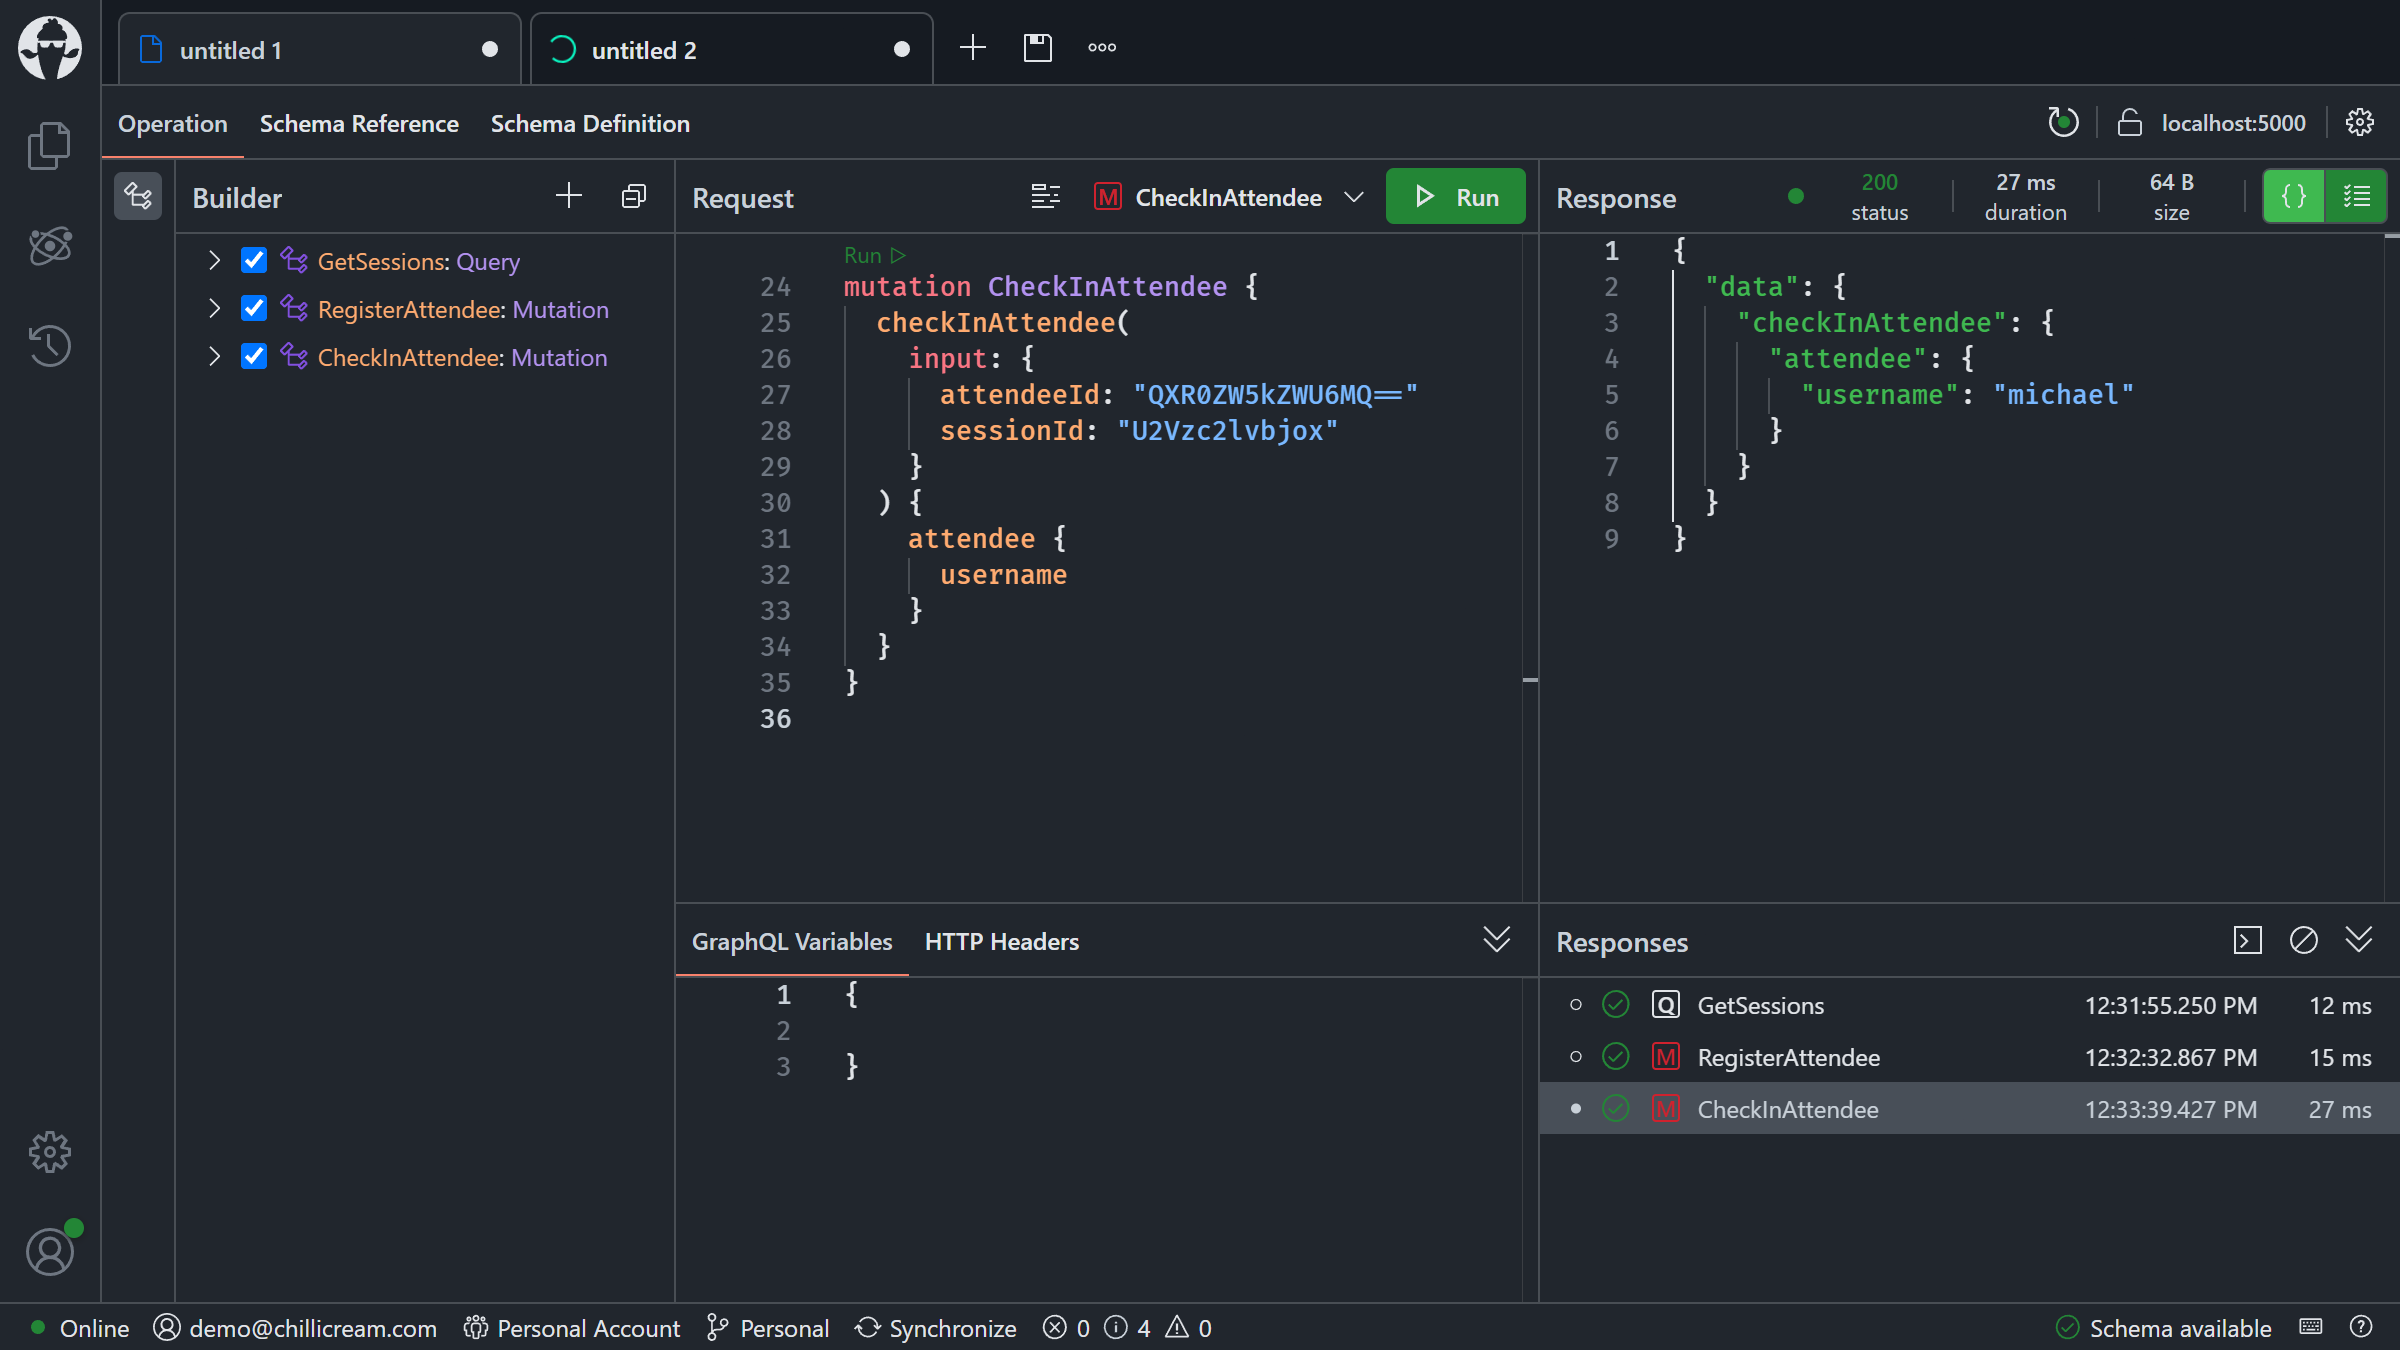 untitled 1
untitled 2
Operation
Schema Reference
Schema Definition
localhost:5000
Builder
GetSessions: Query
RegisterAttendee: Mutation
CheckInAttendee: Mutation
Request
M CheckInAttendee
Run
Run
24 mutation CheckInAttendee {
25 checkInAttendee(
26 input: {
27 attendeeId: "QXR0ZW5kZWU6MQ=="
28 sessionId: "U2Vzc2lvbjox"
29 }
30 ) {
31 attendee {
32 username
33 }
34 }
35 }
36
GraphQL Variables
HTTP Headers
1 {
2
3 }
Response
200 status
27 ms duration
64 B size
{}
1 {
2 "data": {
3 "checkInAttendee": {
4 "attendee": {
5 "username": "michael"
6 }
7 }
8 }
9 }
Responses
Q GetSessions 12:31:55.250 PM 12 ms
M RegisterAttendee 12:32:32.867 PM 15 ms
M CheckInAttendee 12:33:39.427 PM 27 ms
Online demo@chillicream.com Personal Account Personal Synchronize 0 4 0
Schema available